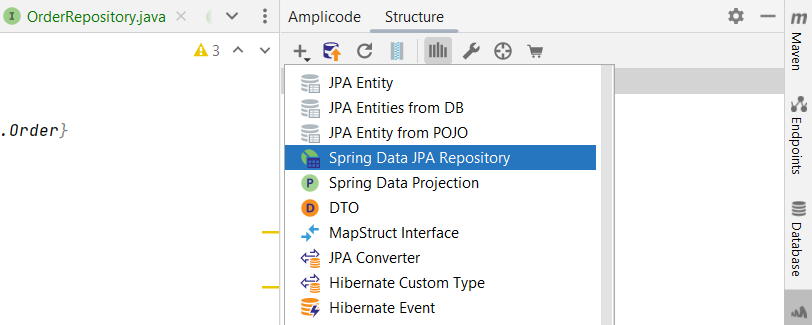 OrderRepository.java
Amplicode Structure
3
.Order}
JPA Entity
JPA Entities from DB
JPA Entity from POJO
Spring Data JPA Repository
P Spring Data Projection
D DTO
MapStruct Interface
JPA Converter
Hibernate Custom Type
Hibernate Event
m
Maven
Endpoints
Database